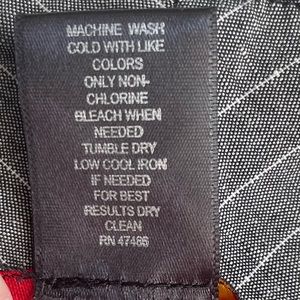 MACHINE WASH
COLD WITH LIKE
COLORS
ONLY NON-
CHLORINE
BLEACH WHEN
NEEDED
TUMBLE DRY
LOW COOL IRON
IF NEEDED
FOR BEST
RESULTS DRY
CLEAN
RN 47486